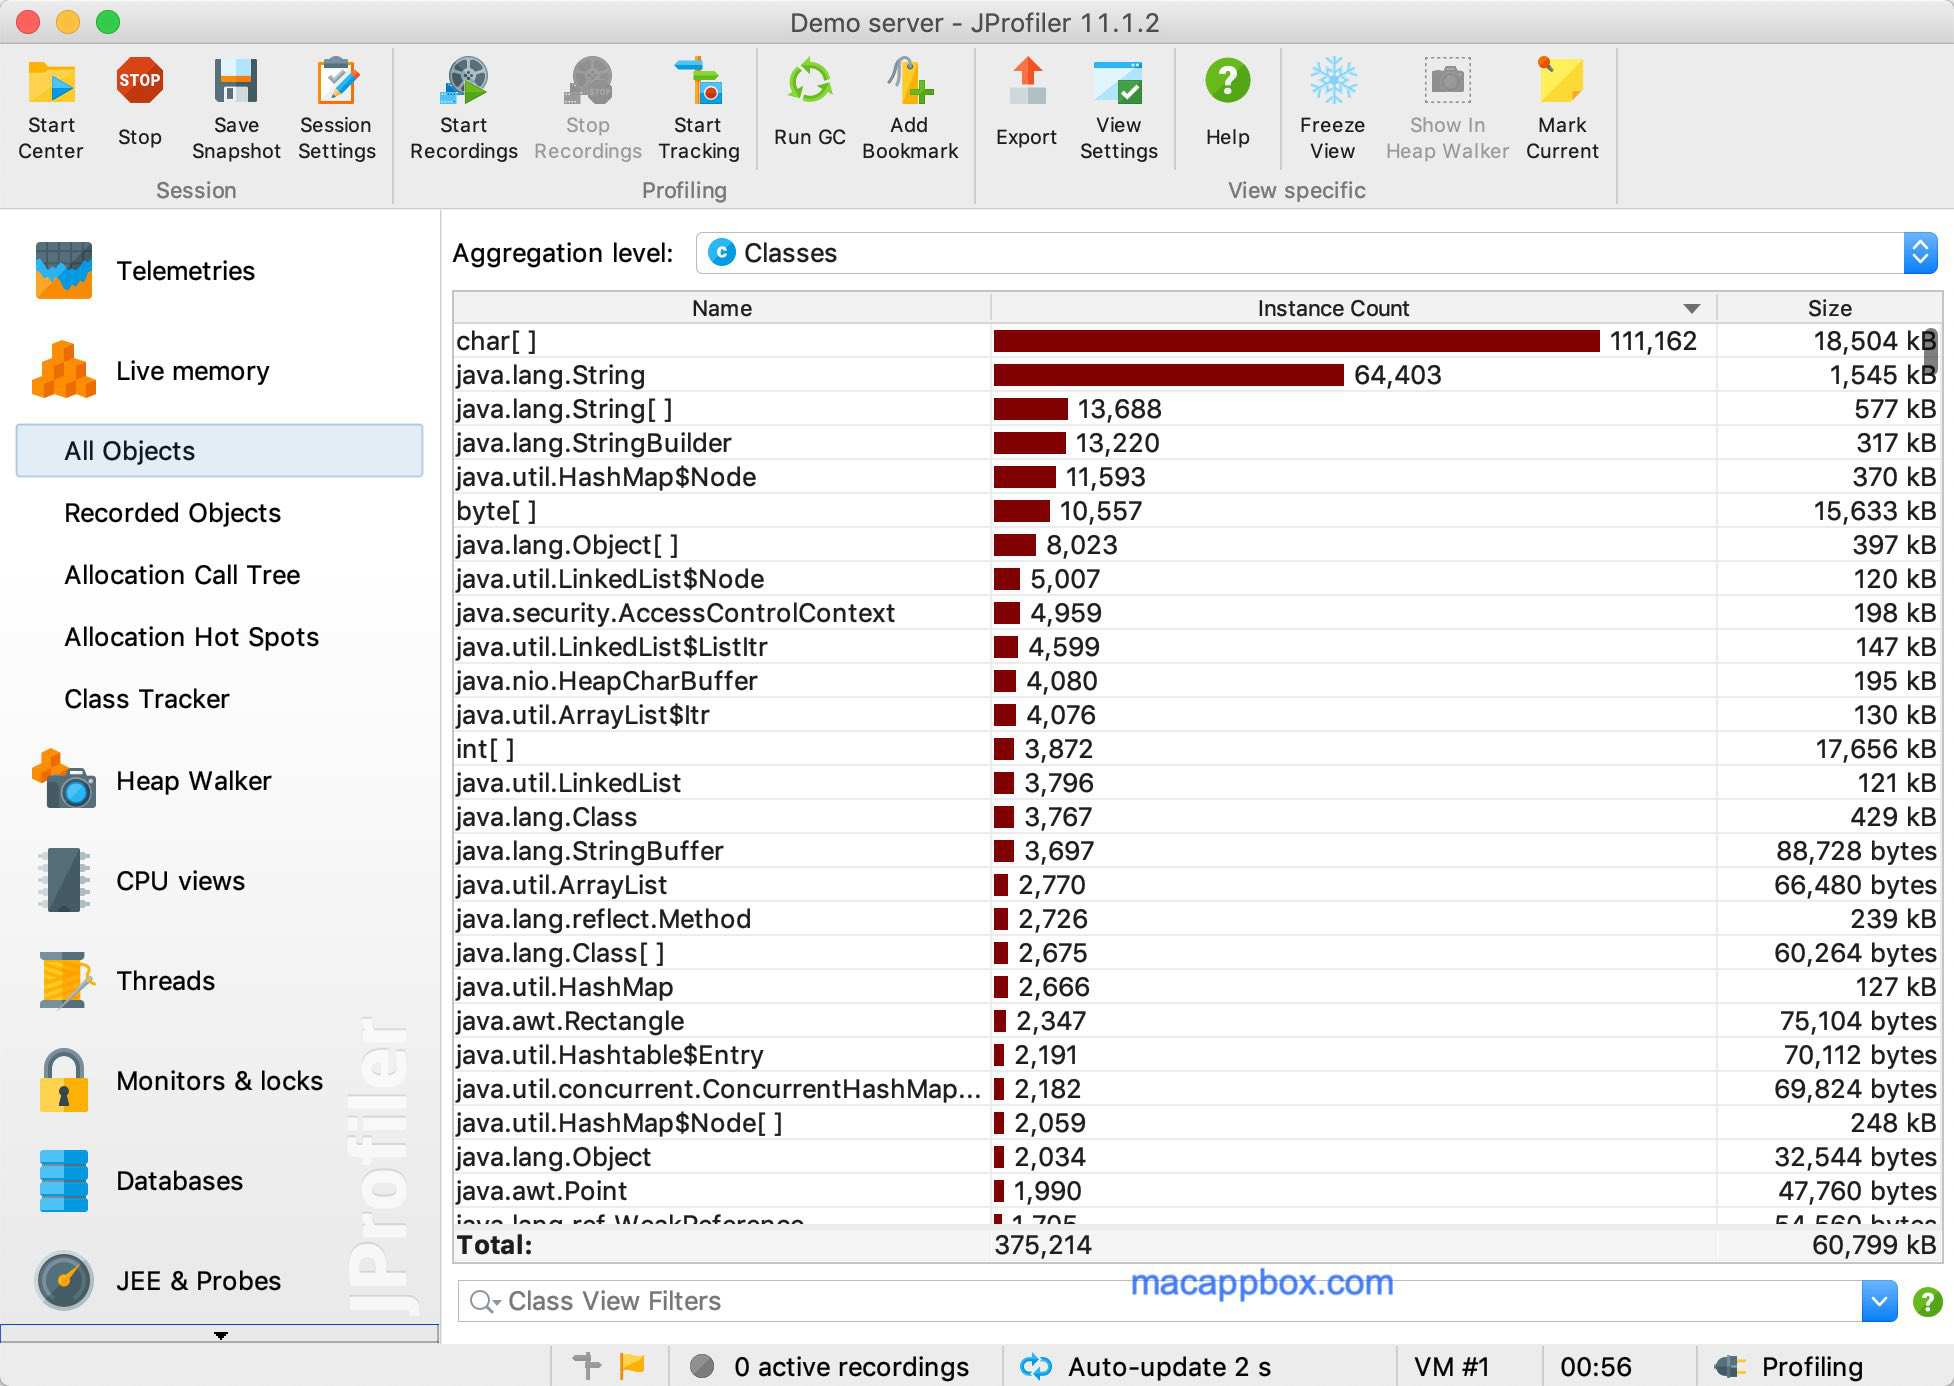 Demo server - JProfiler 11.1.2
Start Center
STOP
Stop
Save Snapshot
Session Settings
Start Recordings
STOP
Stop Recordings
Start Tracking
Run GC
Add Bookmark
Export
View Settings
?
Help
Freeze View
Show In Heap Walker
Mark Current
Session
Profiling
View specific
Telemetries
Live memory
All Objects
Recorded Objects
Allocation Call Tree
Allocation Hot Spots
Class Tracker
Heap Walker
CPU views
Threads
Monitors & locks
Databases
JEE & Probes
JProfiler
Aggregation level: c Classes
Name Instance Count Size
char[ ] 111,162 18,504 kB
java.lang.String 64,403 1,545 kB
java.lang.String[ ] 13,688 577 kB
java.lang.StringBuilder 13,220 317 kB
java.util.HashMap$Node 11,593 370 kB
byte[ ] 10,557 15,633 kB
java.lang.Object[ ] 8,023 397 kB
java.util.LinkedList$Node 5,007 120 kB
java.security.AccessControlContext 4,959 198 kB
java.util.LinkedList$ListItr 4,599 147 kB
java.nio.HeapCharBuffer 4,080 195 kB
java.util.ArrayList$Itr 4,076 130 kB
int[ ] 3,872 17,656 kB
java.util.LinkedList 3,796 121 kB
java.lang.Class 3,767 429 kB
java.lang.StringBuffer 3,697 88,728 bytes
java.util.ArrayList 2,770 66,480 bytes
java.lang.reflect.Method 2,726 239 kB
java.lang.Class[ ] 2,675 60,264 bytes
java.util.HashMap 2,666 127 kB
java.awt.Rectangle 2,347 75,104 bytes
java.util.Hashtable$Entry 2,191 70,112 bytes
java.util.concurrent.ConcurrentHashMap... 2,182 69,824 bytes
java.util.HashMap$Node[ ] 2,059 248 kB
java.lang.Object 2,034 32,544 bytes
java.awt.Point 1,990 47,760 bytes
java.lang.ref.WeakReference 1,705 54,560 bytes
Total: 375,214 60,799 kB
macappbox.com
Class View Filters
?
0 active recordings
Auto-update 2 s
VM #1
00:56
Profiling